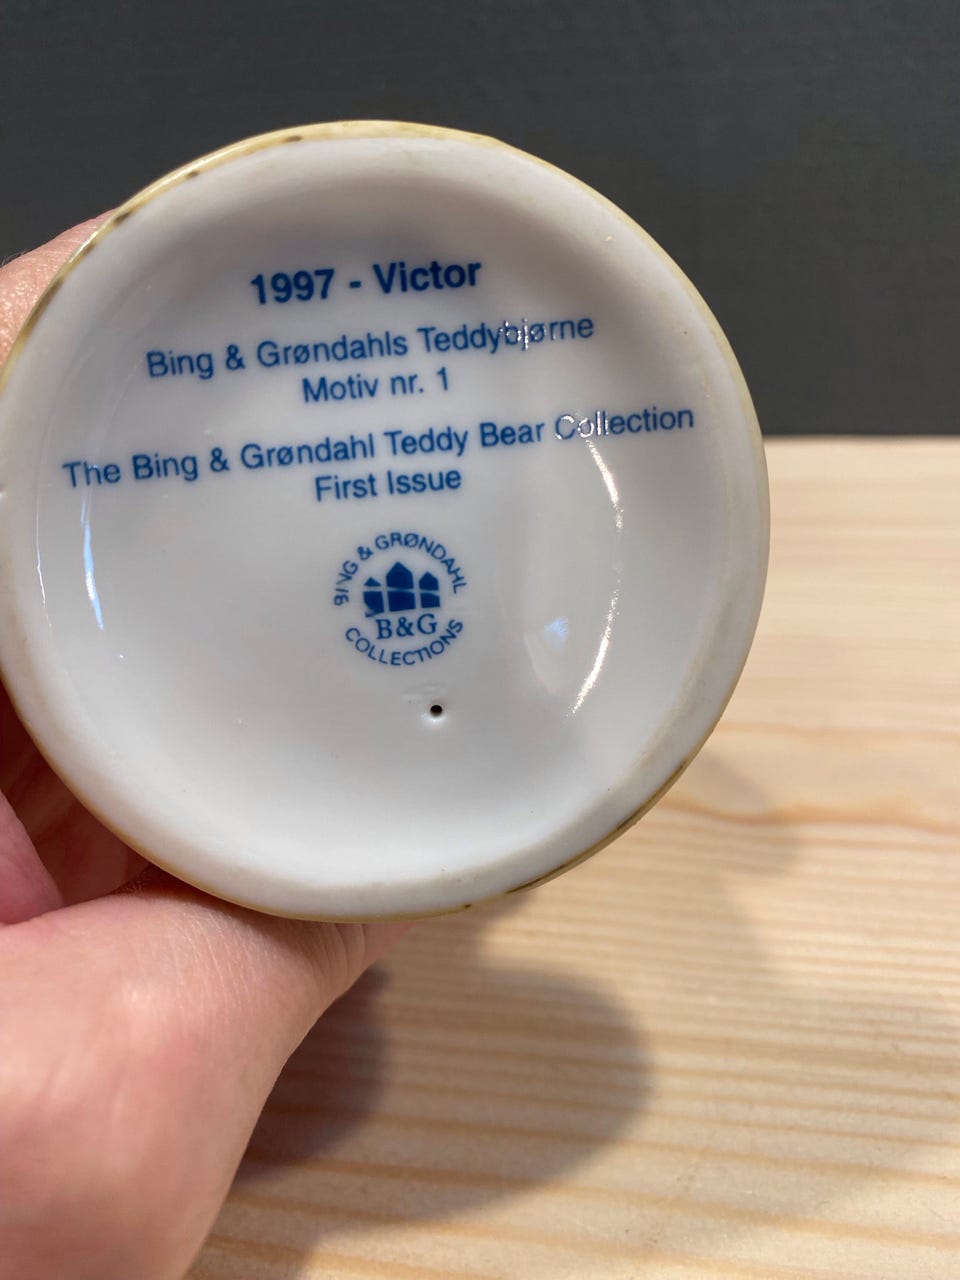 1997 - Victor
Bing & Grøndahls Teddybjørne
Motiv nr. 1
The Bing & Grøndahl Teddy Bear Collection
First Issue
BING & GRØNDAHL
B&G
COLLECTIONS